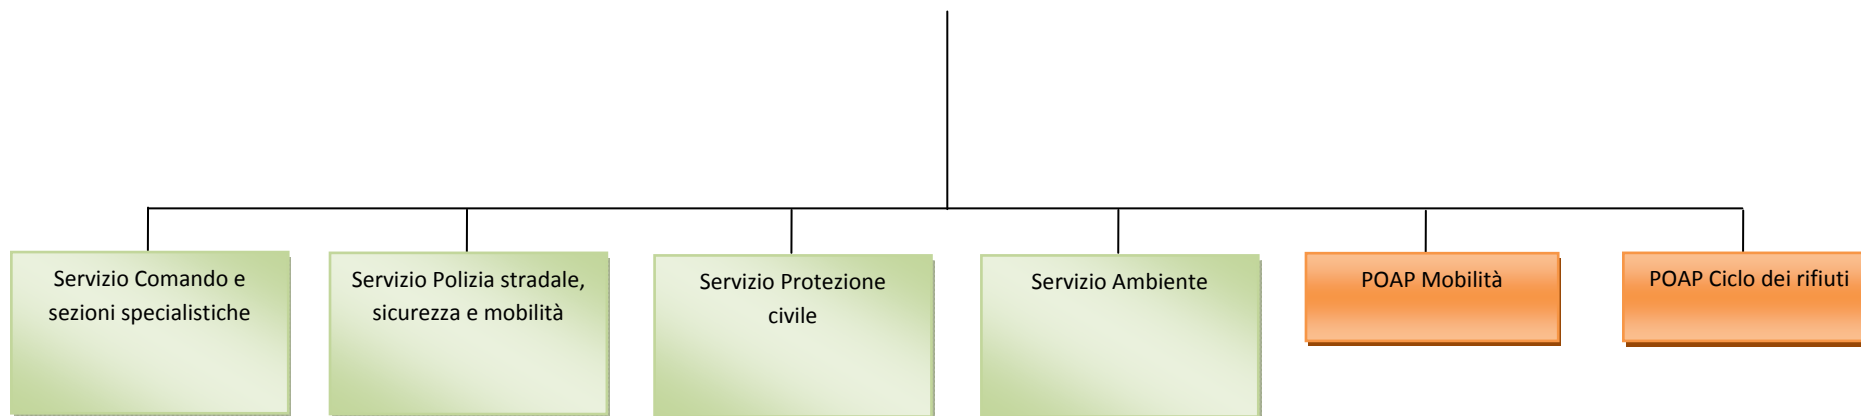 Servizio Comando e
sezioni specialistiche
Servizio Polizia stradale,
sicurezza e mobilità
Servizio Protezione
civile
Servizio Ambiente
POAP Mobilità
POAP Ciclo dei rifiuti